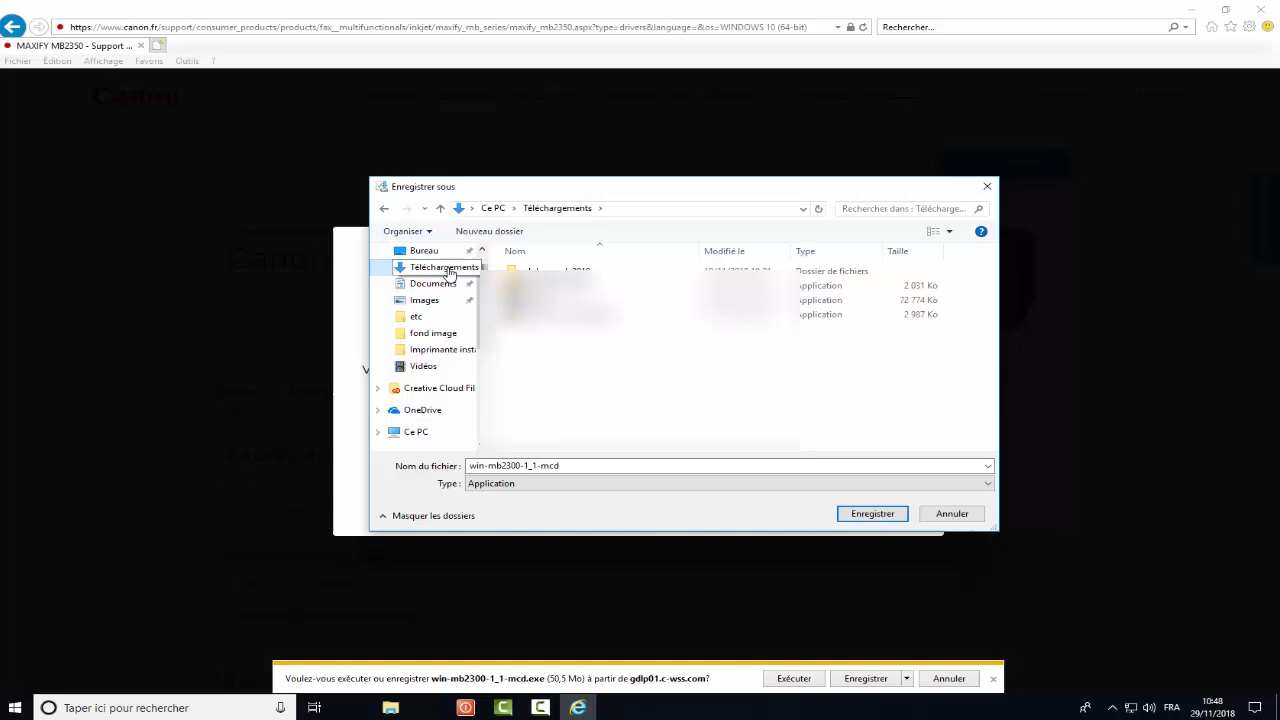 https://www.canon.fr/support/consumer_products/products/fax__multifunctionals/inkjet/maxify_mb_series/maxify_mb2350.aspx?type=drivers&language=&os=WINDOWS 10 (64-bit)
Rechercher...
MAXIFY MB2350 - Support ...
Fichier Édition Affichage Favoris Outils ?
Canon
Enregistrer sous
Ce PC > Téléchargements >
Rechercher dans : Télécharge...
Organiser Nouveau dossier
Nom Modifié le Type Taille
Bureau
Téléchargements
Documents
Images
etc
fond image
Imprimante insta
Vidéos
Creative Cloud Fil
OneDrive
Ce PC
Dossier de fichiers
Application 2 031 Ko
Application 72 774 Ko
Application 2 987 Ko
Nom du fichier : win-mb2300-1_1-mcd
Type : Application
Masquer les dossiers
Enregistrer Annuler
Voulez-vous exécuter ou enregistrer win-mb2300-1_1-mcd.exe (50,5 Mo) à partir de gdlp01.c-wss.com?
Exécuter Enregistrer Annuler
Taper ici pour rechercher
FRA
10:48
29/11/2018